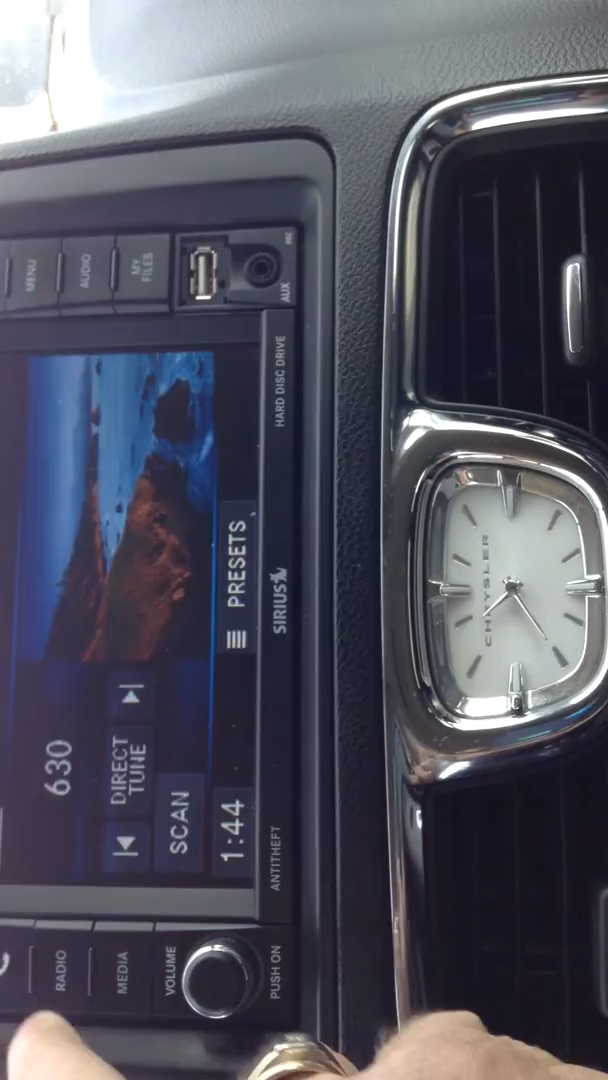 RADIO
MEDIA
VOLUME
PUSH ON
630
DIRECT
TUNE
SCAN
1:44
PRESETS
ANTITHEFT
SIRIUS
HARD DISC DRIVE
MENU
AUDIO
MY
FILES
AUX
CHRYSLER